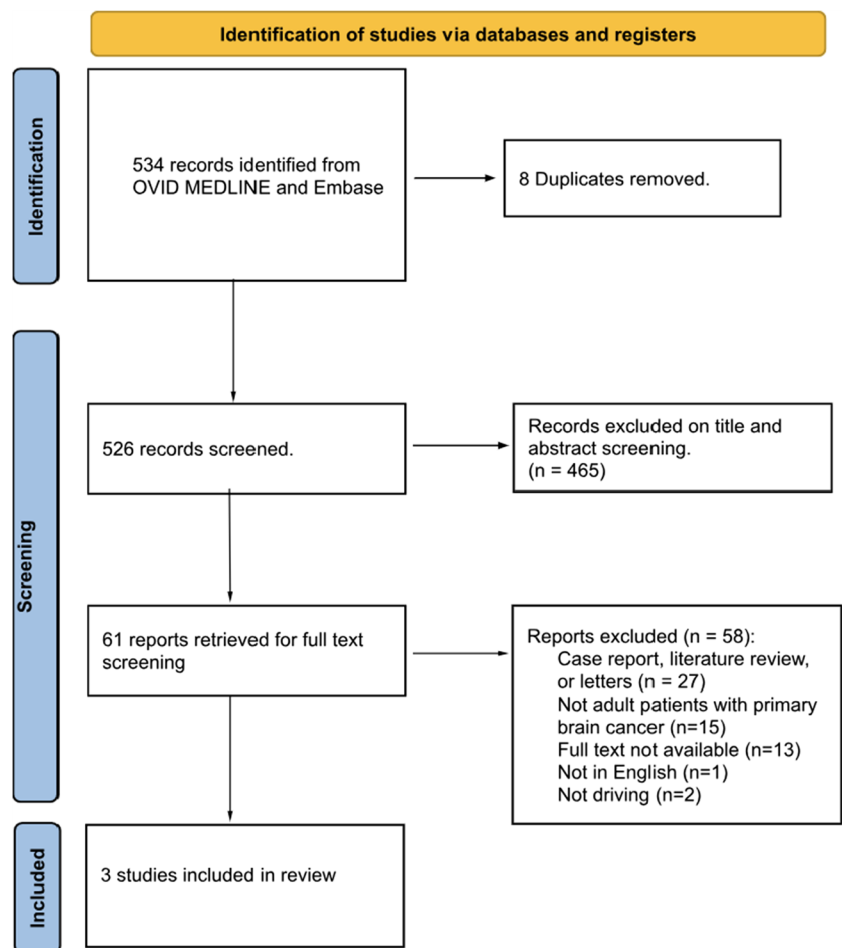 Identification of studies via databases and registers
Identification
534 records identified from
OVID MEDLINE and Embase
8 Duplicates removed.
Screening
526 records screened.
Records excluded on title and
abstract screening.
(n = 465)
61 reports retrieved for full text
screening
Reports excluded (n = 58):
Case report, literature review,
or letters (n = 27)
Not adult patients with primary
brain cancer (n=15)
Full text not available (n=13)
Not in English (n=1)
Not driving (n=2)
Included
3 studies included in review